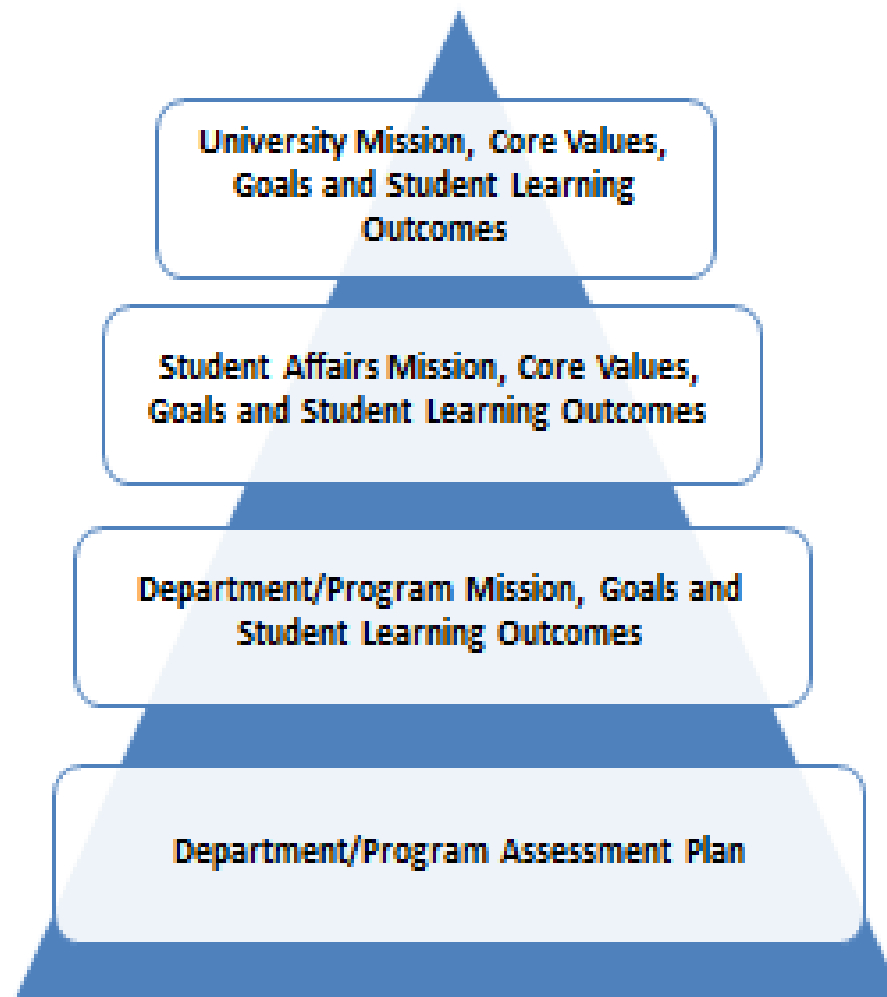 University Mission, Core Values,
Goals and Student Learning
Outcomes
Student Affairs Mission, Core Values,
Goals and Student Learning Outcomes
Department/Program Mission, Goals and
Student Learning Outcomes
Department/Program Assessment Plan